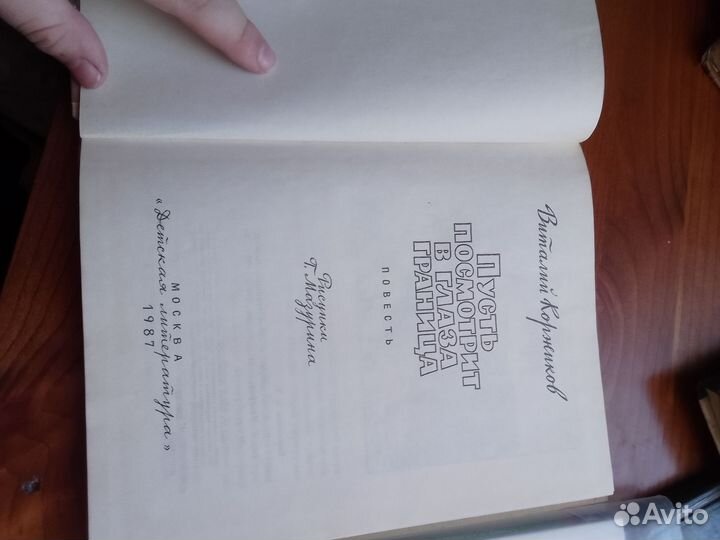 Виталий Коржиков
Пусть
посмотрит
в глаза
граница
ПОВЕСТЬ
Рисунки
Г. Мазурина
МОСКВА
«Детская литература»
1987
Avito